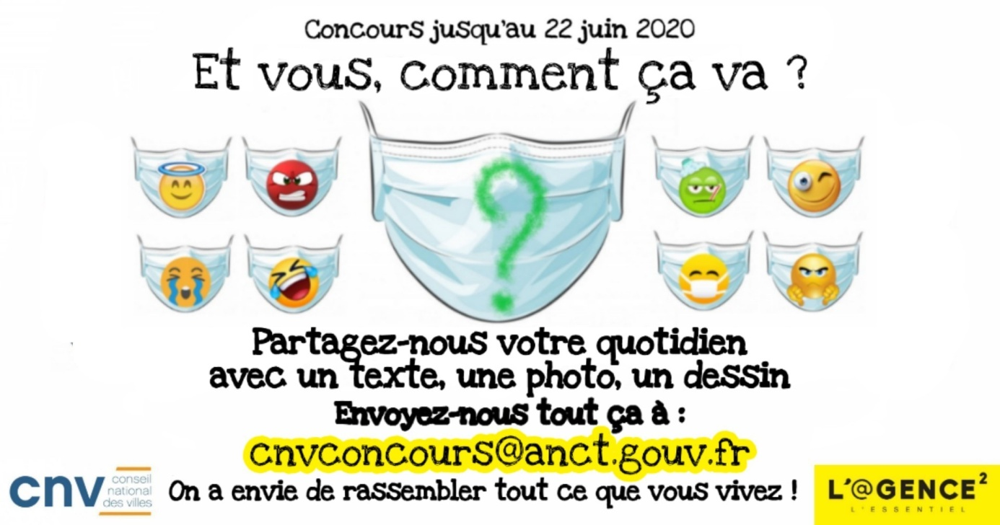 Concours jusqu'au 22 juin 2020
Et vous, comment ça va ?
?
Partagez-nous votre quotidien
avec un texte, une photo, un dessin
Envoyez-nous tout ça à :
cnvconcours@anct.gouv.fr
On a envie de rassembler tout ce que vous vivez !
cnv conseil
national
des villes
L'@GENCE²
L'ESSENTIEL